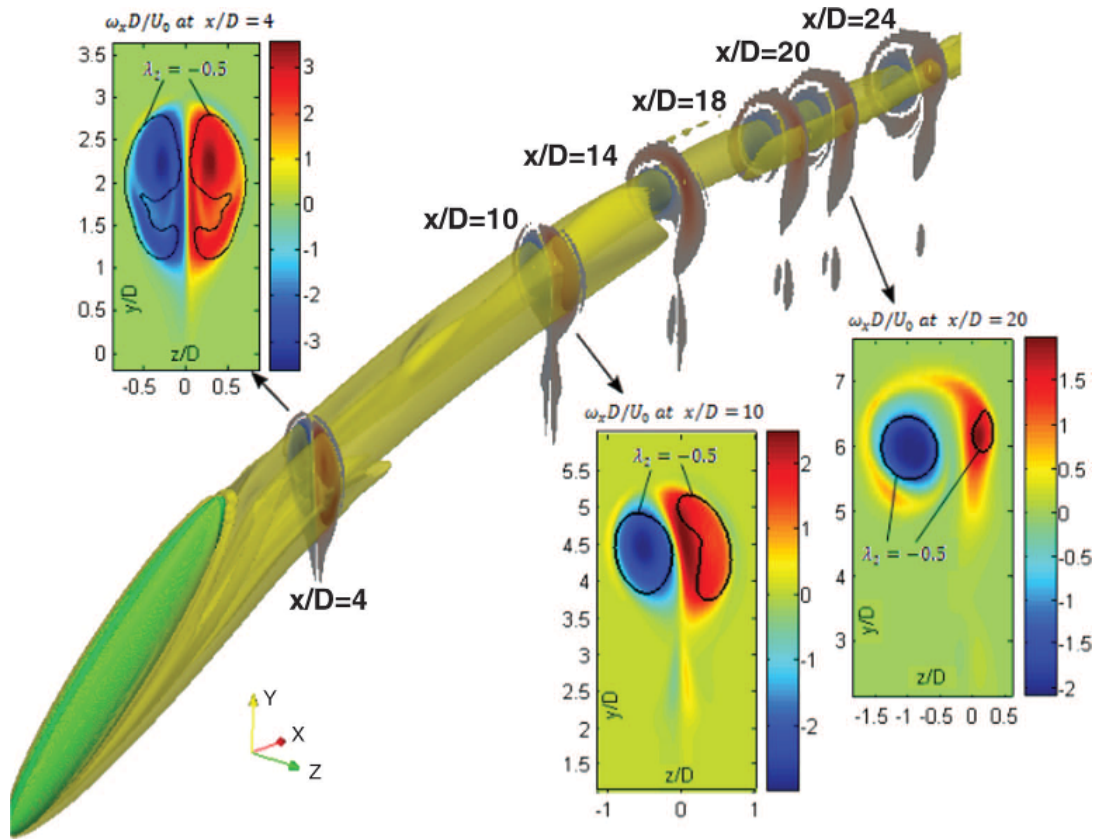 ωₓD/U₀ at x/D = 4
λ₂ = −0.5
3.5
3
2.5
2
1.5
1
0.5
0
y/D
z/D
-0.5 0 0.5
3
2
1
0
-1
-2
-3
x/D=4
x/D=10
x/D=14
x/D=18
x/D=20
x/D=24
Y
X
Z
ωₓD/U₀ at x/D = 10
λ₂ = −0.5
5.5
5
4.5
4
3.5
3
2.5
2
1.5
y/D
z/D
-1 0 1
2
1
0
-1
-2
ωₓD/U₀ at x/D = 20
λ₂ = −0.5
7
6
5
4
3
y/D
z/D
-1.5 -1 -0.5 0 0.5
1.5
1
0.5
0
-0.5
-1
-1.5
-2